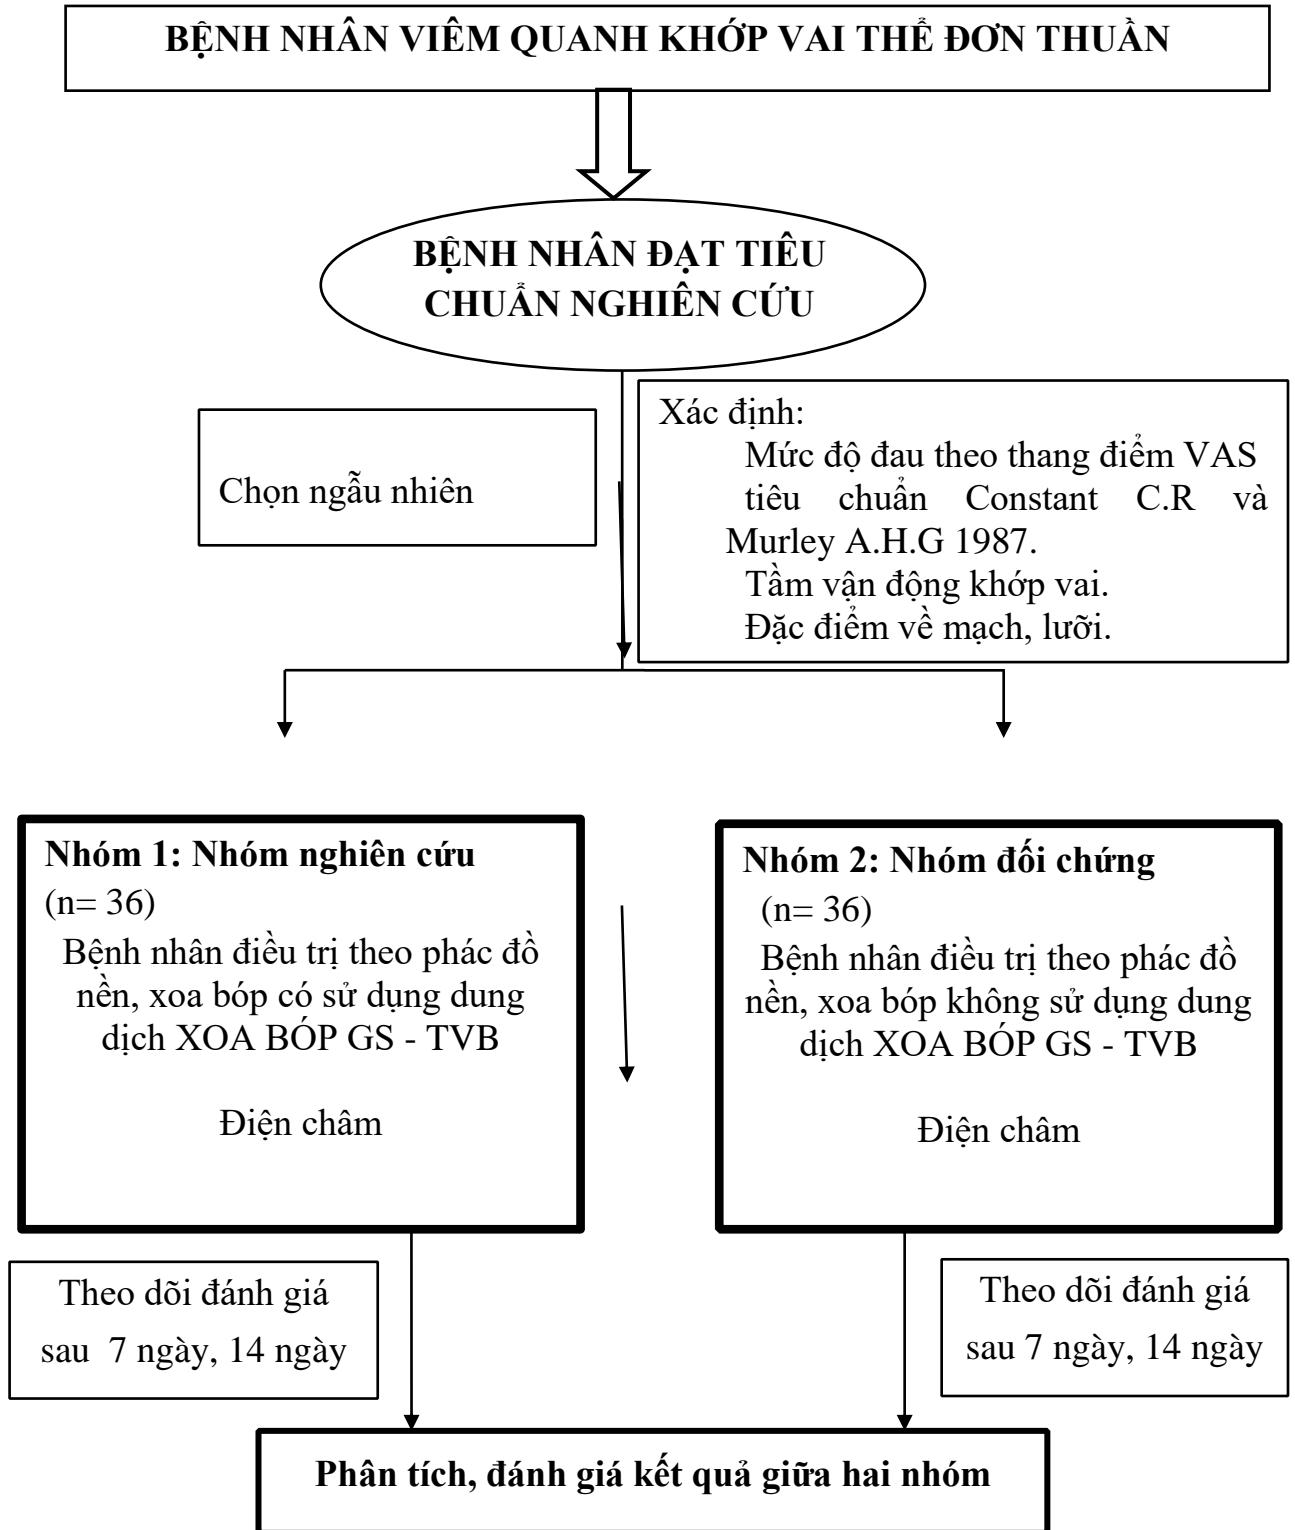 BỆNH NHÂN VIÊM QUANH KHỚP VAI THỂ ĐƠN THUẦN
BỆNH NHÂN ĐẠT TIÊU
CHUẨN NGHIÊN CỨU
Chọn ngẫu nhiên
Xác định:
Mức độ đau theo thang điểm VAS
tiêu chuẩn Constant C.R và
Murley A.H.G 1987.
Tầm vận động khớp vai.
Đặc điểm về mạch, lưỡi.
Nhóm 1: Nhóm nghiên cứu
(n= 36)
Bệnh nhân điều trị theo phác đồ
nền, xoa bóp có sử dụng dung
dịch XOA BÓP GS - TVB
Điện châm
Nhóm 2: Nhóm đối chứng
(n= 36)
Bệnh nhân điều trị theo phác đồ
nền, xoa bóp không sử dụng dung
dịch XOA BÓP GS - TVB
Điện châm
Theo dõi đánh giá
sau 7 ngày, 14 ngày
Theo dõi đánh giá
sau 7 ngày, 14 ngày
Phân tích, đánh giá kết quả giữa hai nhóm